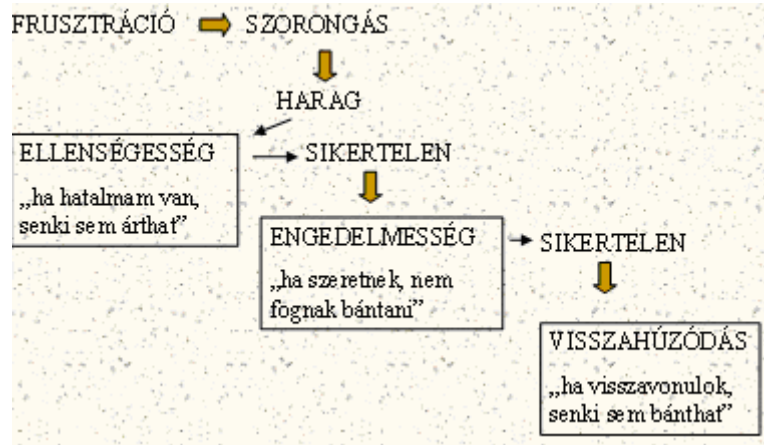 FRUSZTRÁCIÓ SZORONGÁS
HARAG
ELLENSÉGESSÉG
„ha hatalmam van,
senki sem árthat”
SIKERTELEN
ENGEDELMESSÉG
„ha szeretnek, nem
fognak bántani”
SIKERTELEN
VISSZAHÚZÓDÁS
„ha visszavonulok,
senki sem bánthat”